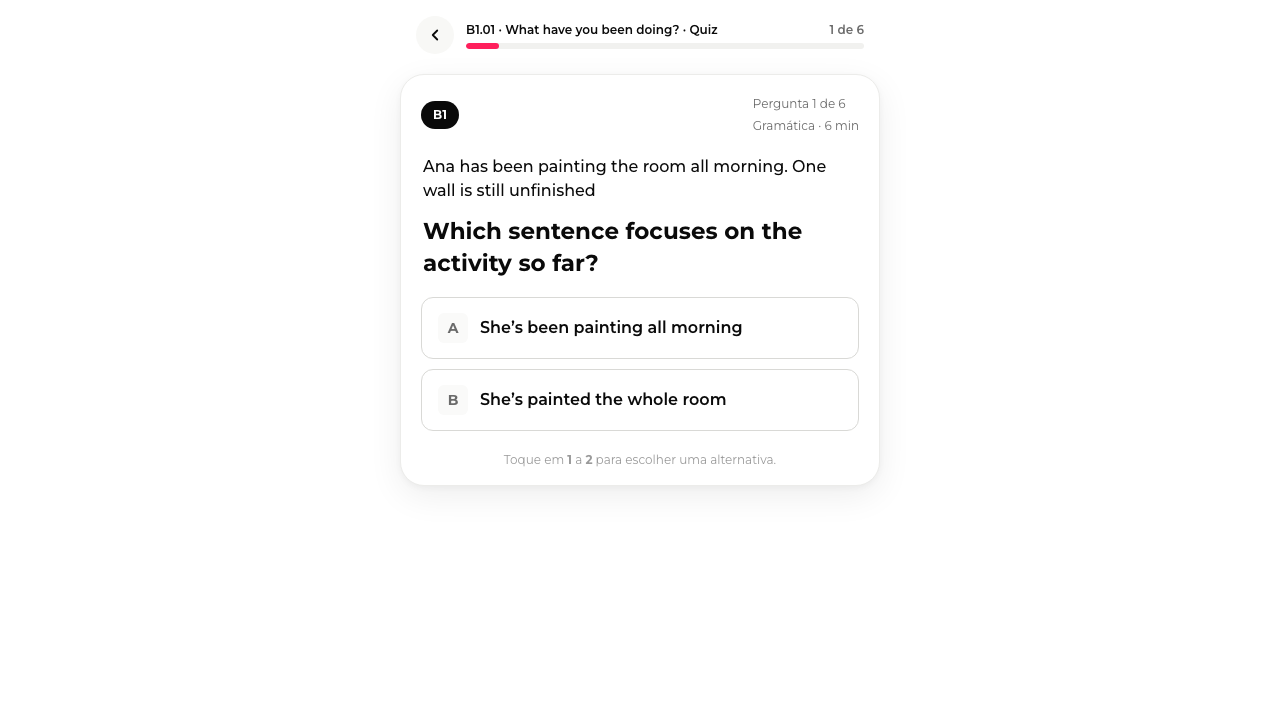 B1.01 · What have you been doing? · Quiz
1 de 6
B1
Pergunta 1 de 6
Gramática · 6 min
Ana has been painting the room all morning. One
wall is still unfinished
Which sentence focuses on the
activity so far?
A She’s been painting all morning
B She’s painted the whole room
Toque em 1 a 2 para escolher uma alternativa.